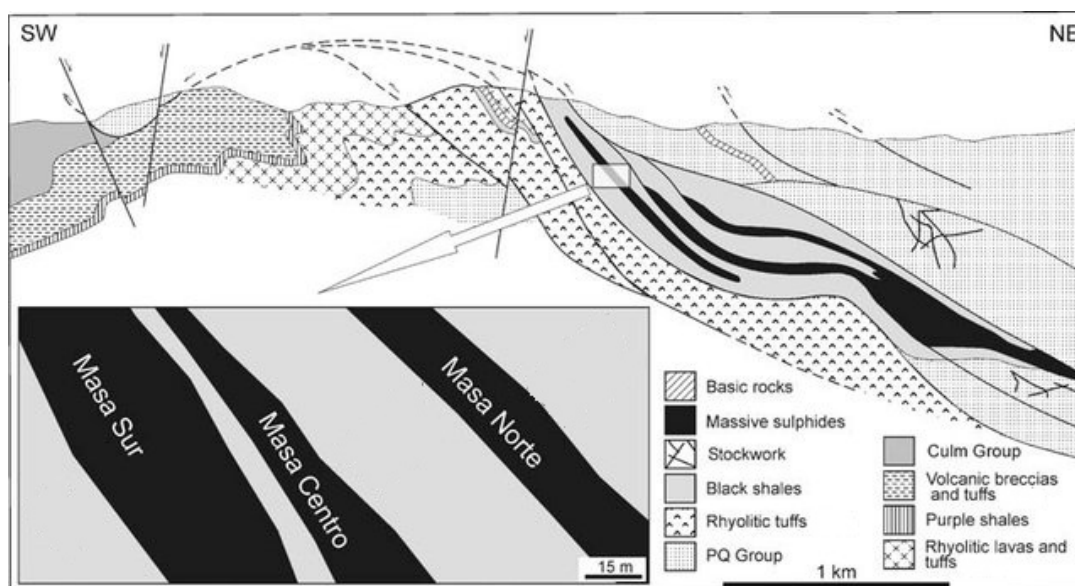 SW
NE
Masa Sur
Masa Centro
Masa Norte
15 m
Basic rocks
Massive sulphides
Stockwork
Black shales
Rhyolitic tuffs
PQ Group
Culm Group
Volcanic breccias
and tuffs
Purple shales
Rhyolitic lavas and
tuffs
1 km